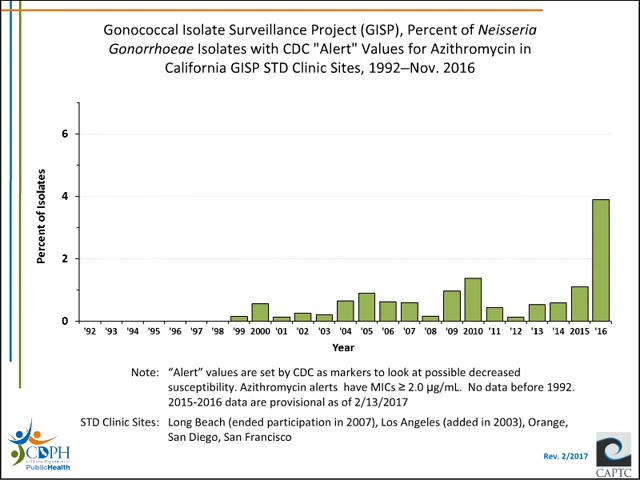 Gonococcal Isolate Surveillance Project (GISP), Percent of Neisseria
Gonorrhoeae Isolates with CDC "Alert" Values for Azithromycin in
California GISP STD Clinic Sites, 1992–Nov. 2016
6
4
2
0
Percent of Isolates
'92 '93 '94 '95 '96 '97 '98 '99 2000 '01 '02 '03 '04 '05 '06 '07 '08 '09 2010 '11 '12 '13 '14 2015 '16
Year
Note: “Alert” values are set by CDC as markers to look at possible decreased
susceptibility. Azithromycin alerts have MICs ≥ 2.0 µg/mL. No data before 1992.
2015-2016 data are provisional as of 2/13/2017
STD Clinic Sites: Long Beach (ended participation in 2007), Los Angeles (added in 2003), Orange,
San Diego, San Francisco
CDPH
PublicHealth
Rev. 2/2017
CAPTC